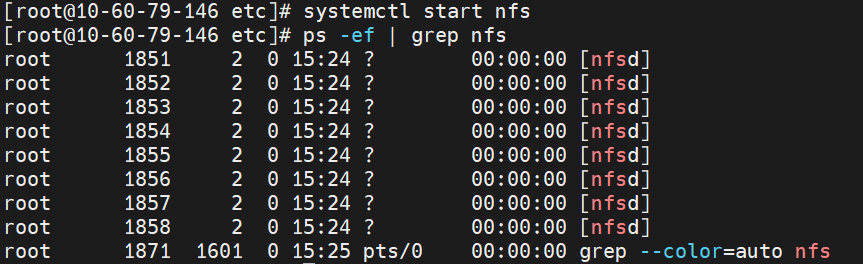 [root@10-60-79-146 etc]# systemctl start nfs
[root@10-60-79-146 etc]# ps -ef | grep nfs
root      1851     2  0 15:24 ?        00:00:00 [nfsd]
root      1852     2  0 15:24 ?        00:00:00 [nfsd]
root      1853     2  0 15:24 ?        00:00:00 [nfsd]
root      1854     2  0 15:24 ?        00:00:00 [nfsd]
root      1855     2  0 15:24 ?        00:00:00 [nfsd]
root      1856     2  0 15:24 ?        00:00:00 [nfsd]
root      1857     2  0 15:24 ?        00:00:00 [nfsd]
root      1858     2  0 15:24 ?        00:00:00 [nfsd]
root      1871  1601  0 15:25 pts/0    00:00:00 grep --color=auto nfs